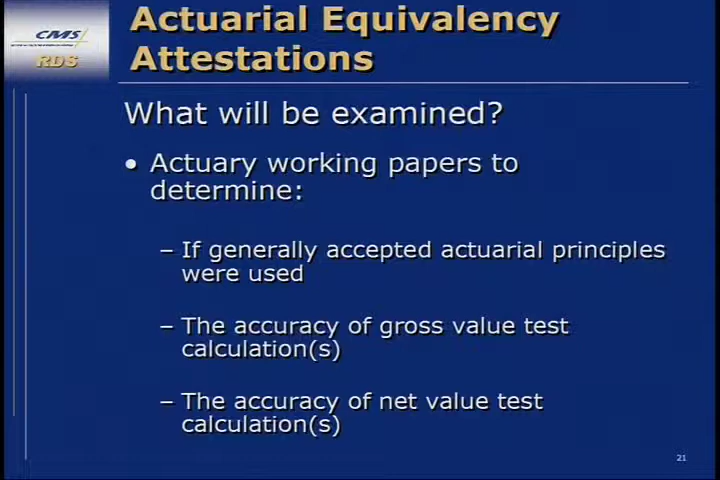 CMS
RDS
Actuarial Equivalency
Attestations
What will be examined?
• Actuary working papers to
determine:
– If generally accepted actuarial principles
were used
– The accuracy of gross value test
calculation(s)
– The accuracy of net value test
calculation(s)
21